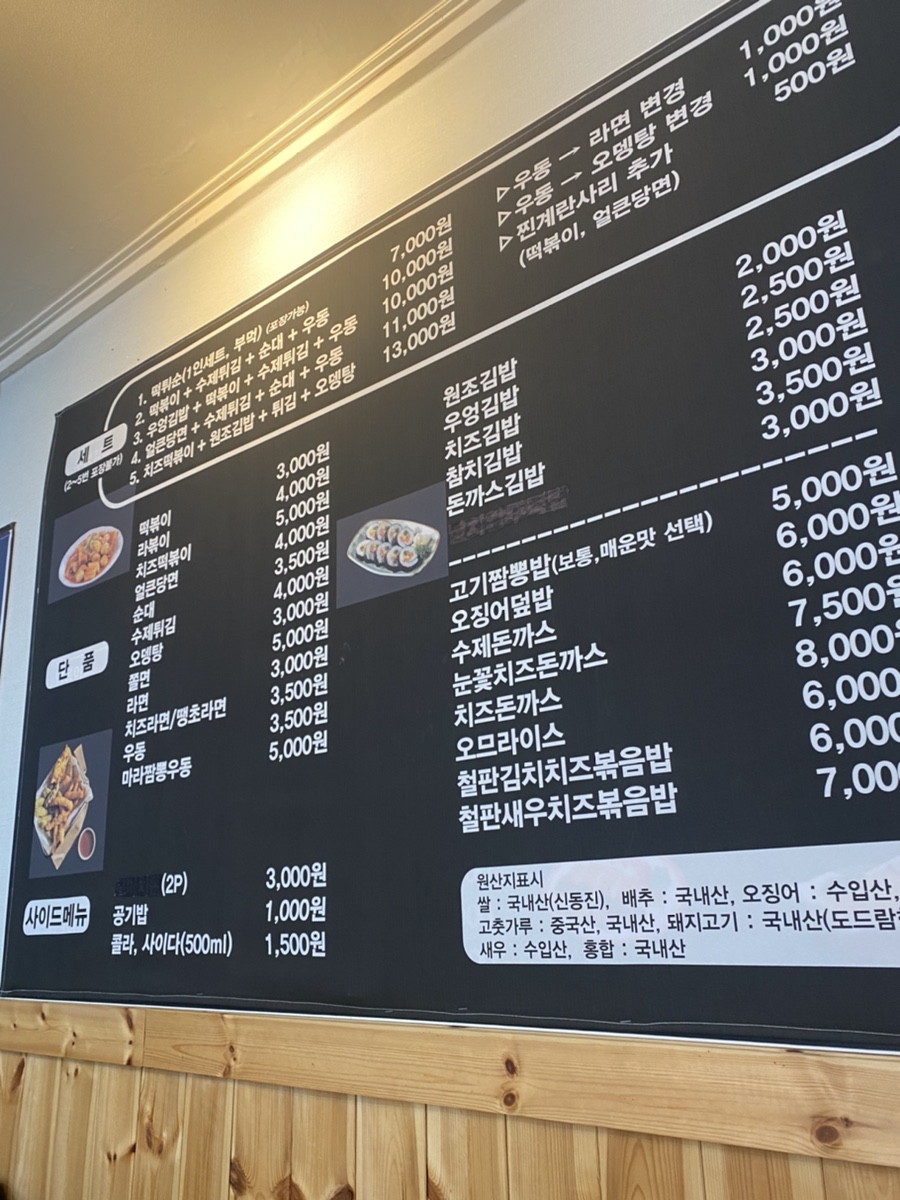 세 트
(2~5번 포장불가)
1. 떡튀순(1인세트, 부먹) (포장가능) 7,000원
2. 떡볶이 + 수제튀김 + 순대 + 우동 10,000원
3. 우엉김밥 + 떡볶이 + 수제튀김 + 우동 10,000원
4. 얼큰당면 + 수제튀김 + 순대 + 우동 11,000원
5. 치즈떡볶이 + 원조김밥 + 튀김 + 오뎅탕 13,000원
▷우동 → 라면 변경 1,000원
▷우동 → 오뎅탕 변경 1,000원
▷찐계란사리 추가 500원
(떡볶이, 얼큰당면)
단 품
떡볶이 3,000원
라볶이 4,000원
치즈떡볶이 5,000원
얼큰당면 4,000원
순대 3,500원
수제튀김 4,000원
오뎅탕 3,000원
쫄면 5,000원
라면 3,000원
치즈라면/땡초라면 3,500원
우동 3,500원
마라짬뽕우동 5,000원
원조김밥 2,000원
우엉김밥 2,500원
치즈김밥 2,500원
참치김밥 3,000원
돈까스김밥 3,500원
3,000원
고기짬뽕밥(보통,매운맛 선택) 5,000원
오징어덮밥 6,000원
수제돈까스 6,000원
눈꽃치즈돈까스 7,500원
치즈돈까스 8,000
오므라이스 6,000
철판김치치즈볶음밥 6,000
철판새우치즈볶음밥 7,00
사이드메뉴
(2P) 3,000원
공기밥 1,000원
콜라, 사이다(500ml) 1,500원
원산지표시
쌀 : 국내산(신동진), 배추 : 국내산, 오징어 : 수입산,
고춧가루 : 중국산, 국내산, 돼지고기 : 국내산(도드람
새우 : 수입산, 홍합 : 국내산